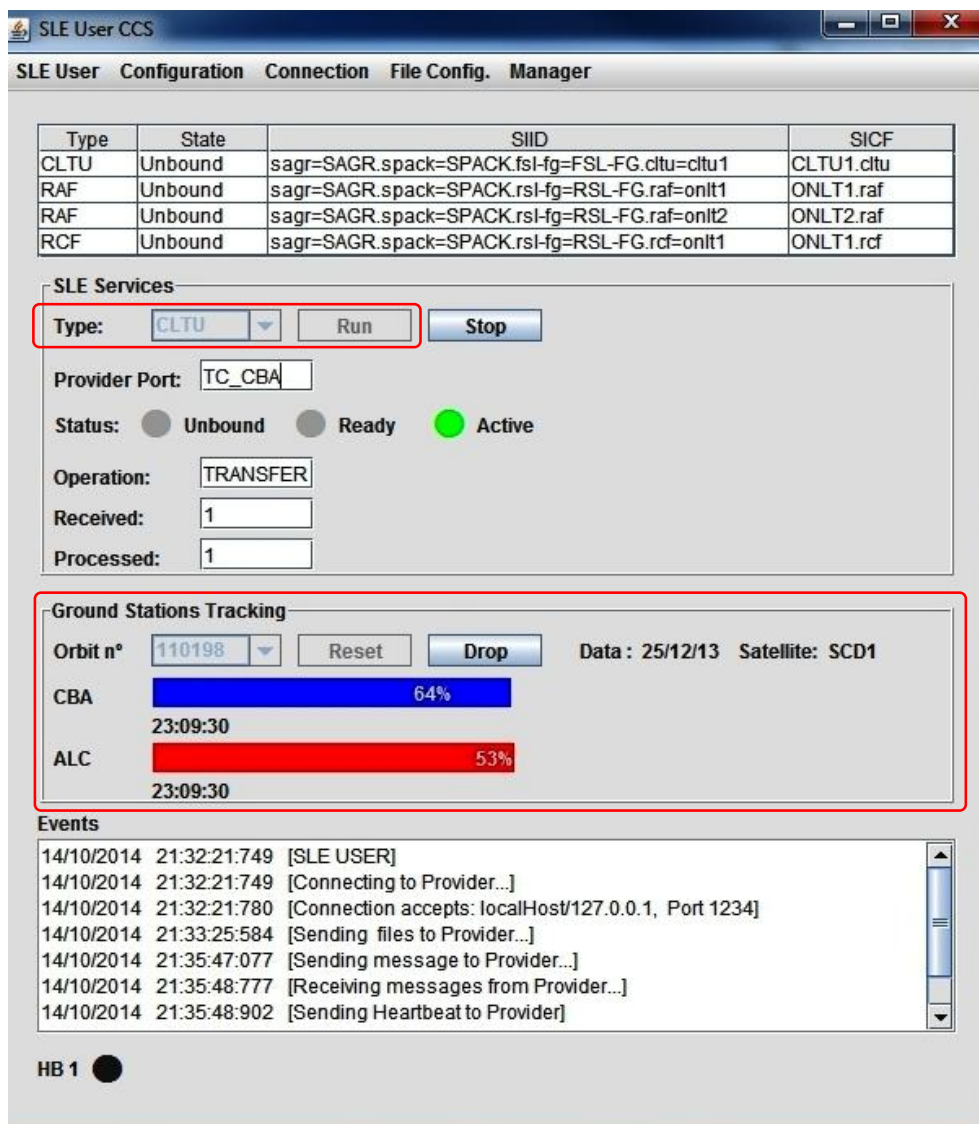 SLE User CCS
SLE User Configuration Connection File Config. Manager
Type State SIID SICF
CLTU Unbound sagr=SAGR.spack=SPACK.fsl-fg=FSL-FG.cltu=cltu1 CLTU1.cltu
RAF Unbound sagr=SAGR.spack=SPACK.rsl-fg=RSL-FG.raf=onlt1 ONLT1.raf
RAF Unbound sagr=SAGR.spack=SPACK.rsl-fg=RSL-FG.raf=onlt2 ONLT2.raf
RCF Unbound sagr=SAGR.spack=SPACK.rsl-fg=RSL-FG.rcf=onlt1 ONLT1.rcf
SLE Services
Type: CLTU Run Stop
Provider Port: TC_CBA
Status: Unbound Ready Active
Operation: TRANSFER
Received: 1
Processed: 1
Ground Stations Tracking
Orbit nº 110198 Reset Drop Data : 25/12/13 Satellite: SCD1
CBA 64%
23:09:30
ALC 53%
23:09:30
Events
14/10/2014 21:32:21:749 [SLE USER]
14/10/2014 21:32:21:749 [Connecting to Provider...]
14/10/2014 21:32:21:780 [Connection accepts: localHost/127.0.0.1, Port 1234]
14/10/2014 21:33:25:584 [Sending files to Provider...]
14/10/2014 21:35:47:077 [Sending message to Provider...]
14/10/2014 21:35:48:777 [Receiving messages from Provider...]
14/10/2014 21:35:48:902 [Sending Heartbeat to Provider]
HB 1